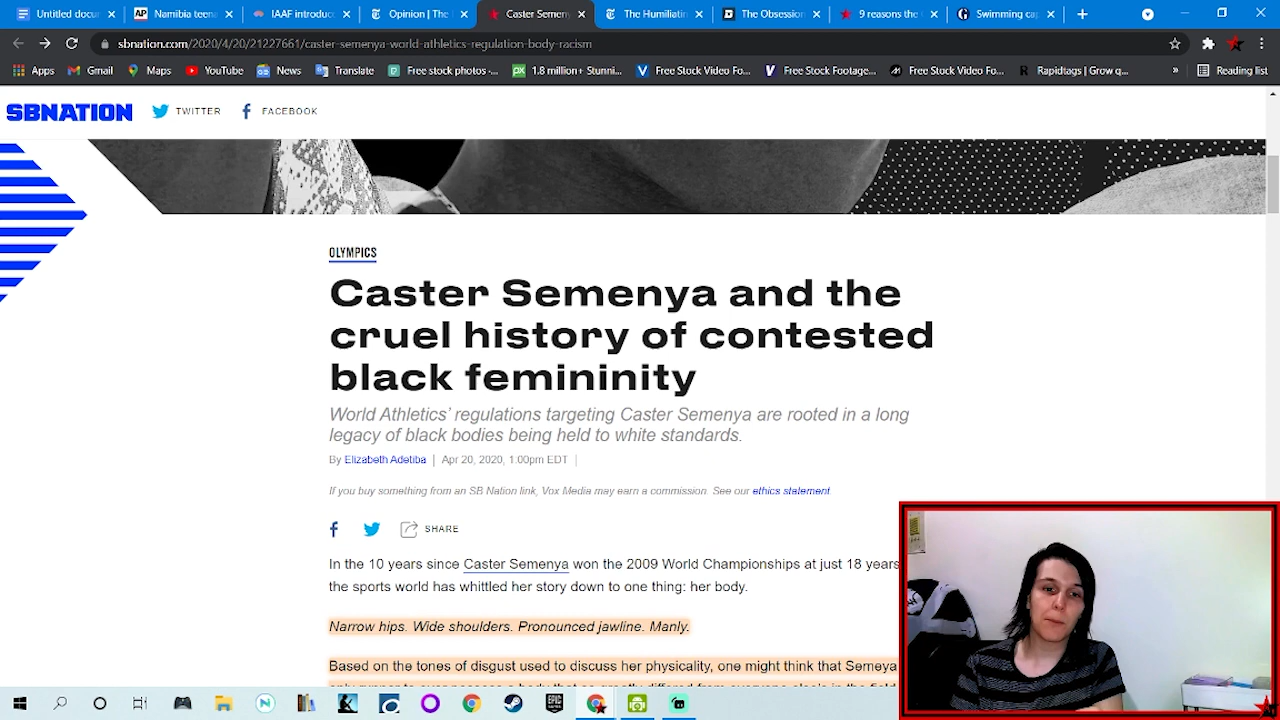 Untitled docu
Namibia teena
IAAF introduc
Opinion | The
Caster Semeny
The Humiliatin
The Obsession
9 reasons the
Swimming cap
sbnation.com/2020/4/20/21227661/caster-semenya-world-athletics-regulation-body-racism
Apps
Gmail
Maps
YouTube
News
Translate
Free stock photos -...
1.8 million+ Stunni...
Free Stock Video Fo...
Free Stock Footage...
Free Stock Video Fo...
Rapidtags | Grow q...
»
Reading list
SBNATION
TWITTER
FACEBOOK
OLYMPICS
Caster Semenya and the
cruel history of contested
black femininity
World Athletics' regulations targeting Caster Semenya are rooted in a long
legacy of black bodies being held to white standards.
By Elizabeth Adetiba | Apr 20, 2020, 1:00pm EDT |
If you buy something from an SB Nation link, Vox Media may earn a commission. See our ethics statement
SHARE
In the 10 years since Caster Semenya won the 2009 World Championships at just 18 years
the sports world has whittled her story down to one thing: her body.
Narrow hips. Wide shoulders. Pronounced jawline. Manly.
Based on the tones of disgust used to discuss her physicality, one might think that Semenya